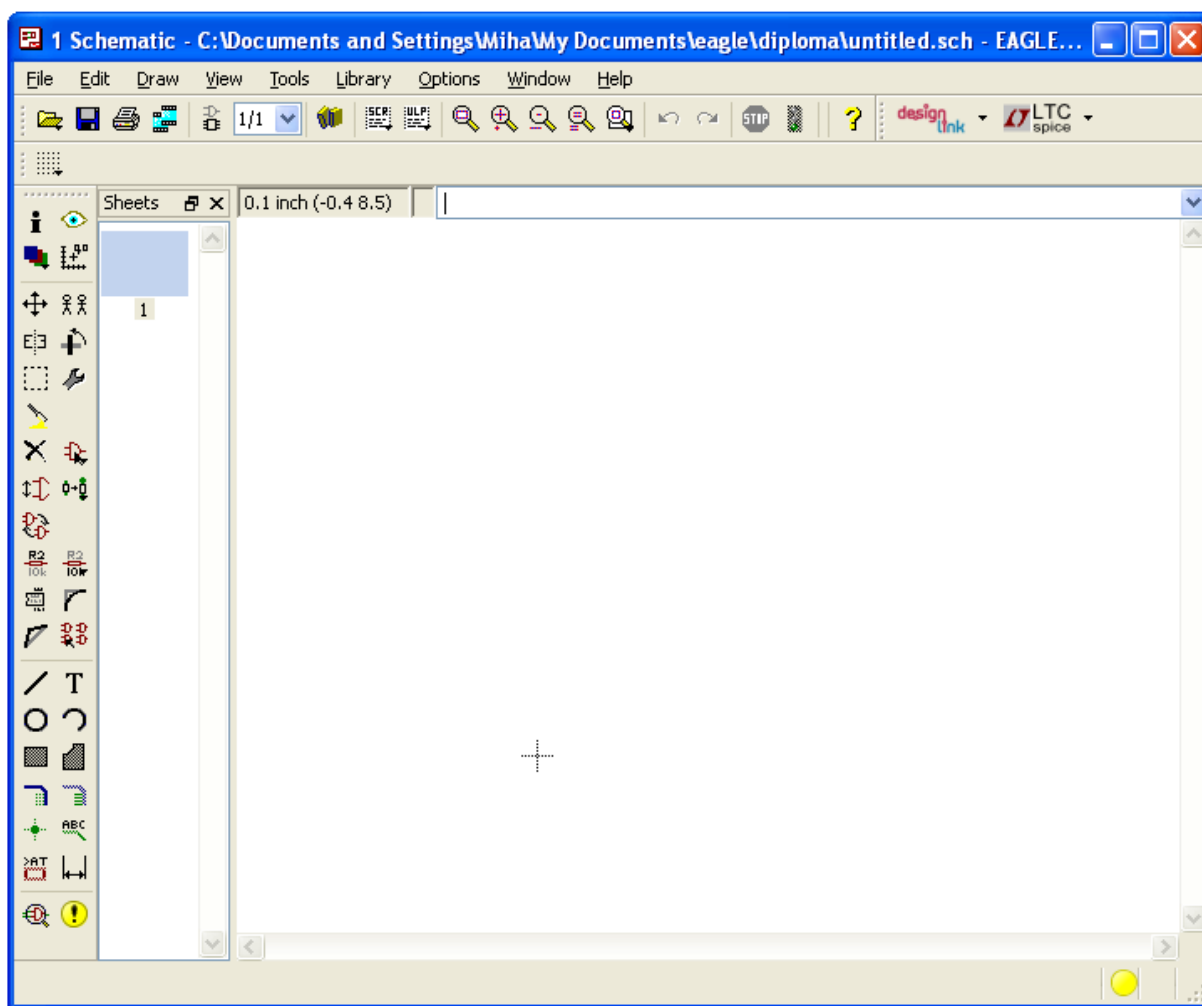 1 Schematic - C:\Documents and Settings\Miha\My Documents\eagle\diploma\untitled.sch - EAGLE...
File Edit Draw View Tools Library Options Window Help
1/1 SCR ULP STOP ? design link LTC spice
Sheets 0.1 inch (-0.4 8.5)
1
R2 R2
10k 10k
T
ABC
>AT